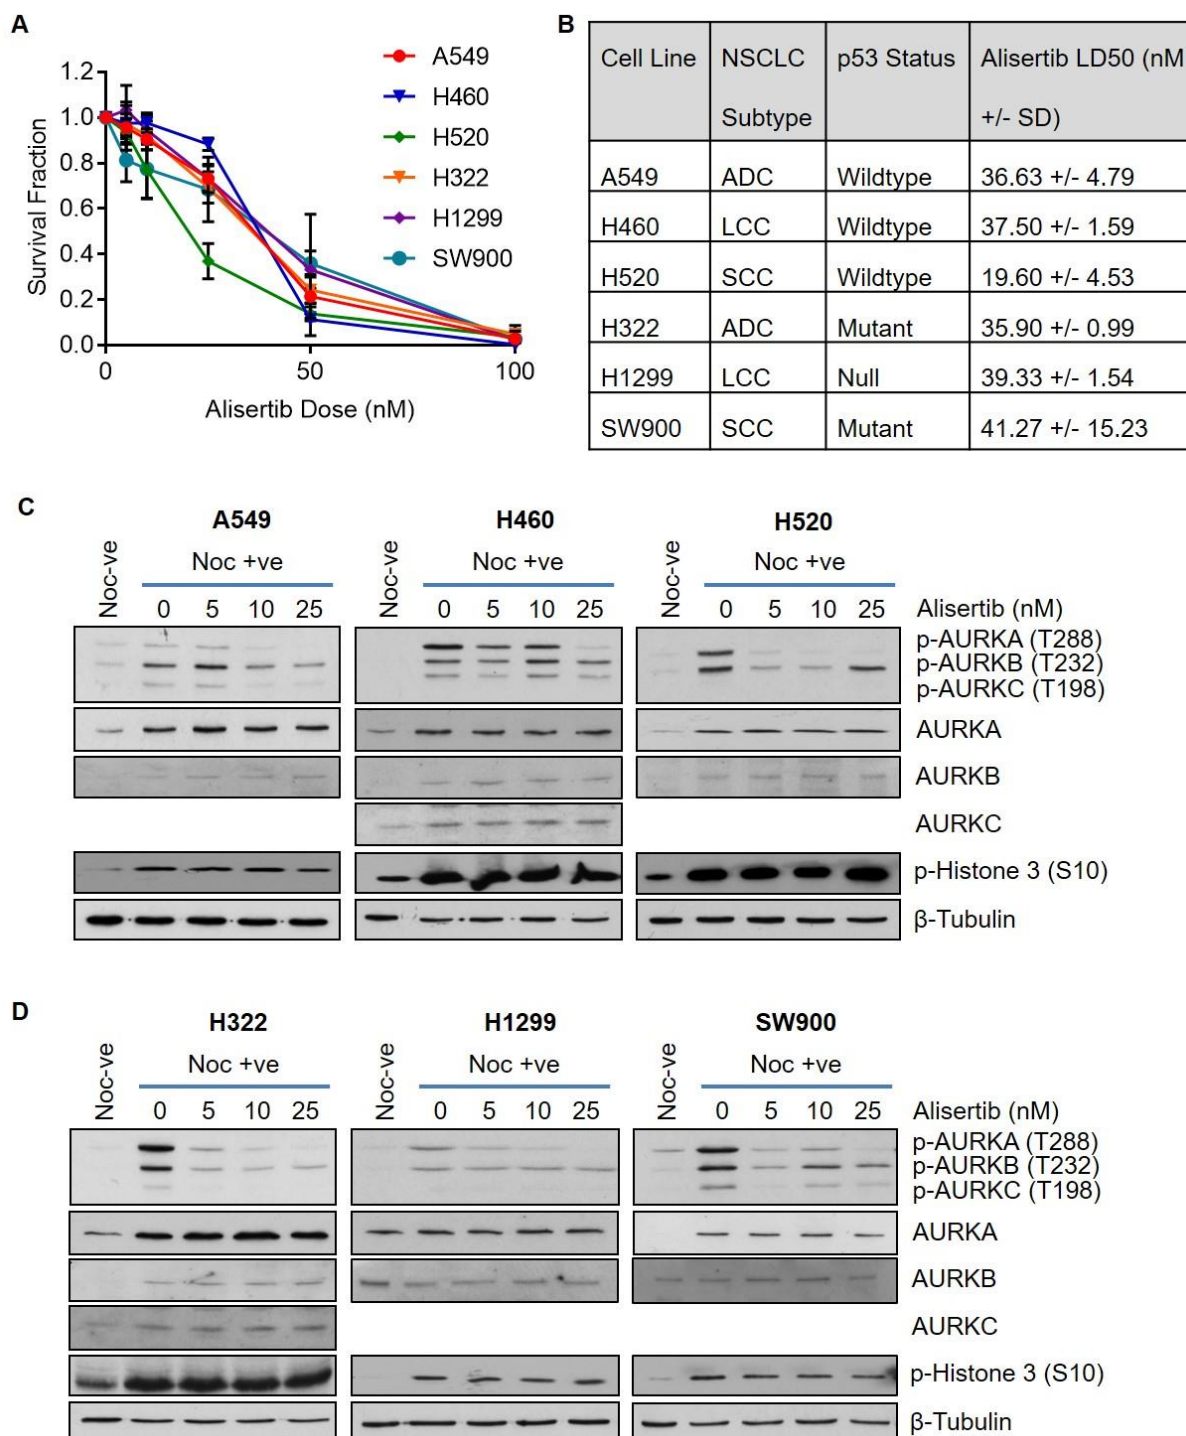 A
A549
H460
H520
H322
H1299
SW900
1.2
1.0
0.8
0.6
0.4
0.2
0.0
Survival Fraction
0 50 100
Alisertib Dose (nM)
B
Cell Line NSCLC Subtype p53 Status Alisertib LD50 (nM +/- SD)
A549 ADC Wildtype 36.63 +/- 4.79
H460 LCC Wildtype 37.50 +/- 1.59
H520 SCC Wildtype 19.60 +/- 4.53
H322 ADC Mutant 35.90 +/- 0.99
H1299 LCC Null 39.33 +/- 1.54
SW900 SCC Mutant 41.27 +/- 15.23
C
A549 H460 H520
Noc-ve Noc +ve Noc-ve Noc +ve Noc-ve Noc +ve
0 5 10 25 0 5 10 25 0 5 10 25 Alisertib (nM)
p-AURKA (T288)
p-AURKB (T232)
p-AURKC (T198)
AURKA
AURKB
AURKC
p-Histone 3 (S10)
β-Tubulin
D
H322 H1299 SW900
Noc-ve Noc +ve Noc-ve Noc +ve Noc-ve Noc +ve
0 5 10 25 0 5 10 25 0 5 10 25 Alisertib (nM)
p-AURKA (T288)
p-AURKB (T232)
p-AURKC (T198)
AURKA
AURKB
AURKC
p-Histone 3 (S10)
β-Tubulin